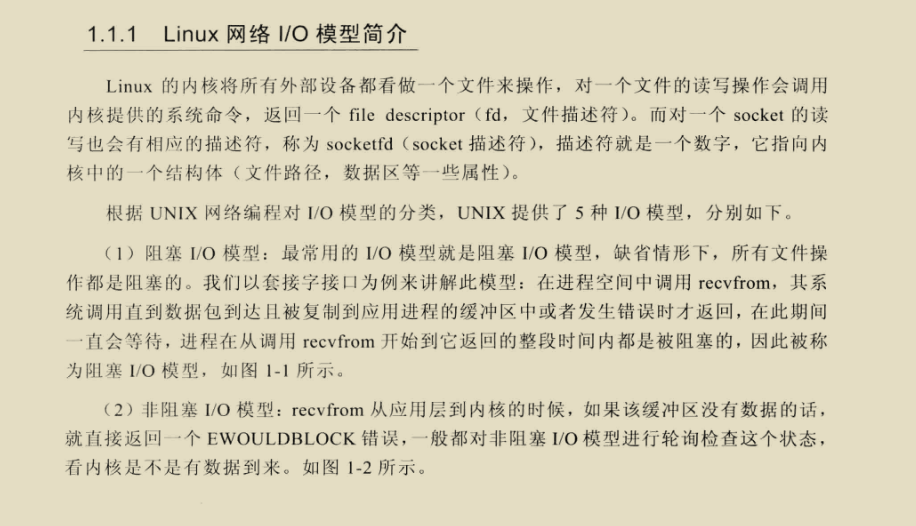 1.1.1 Linux 网络 I/O 模型简介
Linux 的内核将所有外部设备都看做一个文件来操作，对一个文件的读写操作会调用
内核提供的系统命令，返回一个 file descriptor（fd，文件描述符）。而对一个 socket 的读
写也会有相应的描述符，称为 socketfd（socket 描述符），描述符就是一个数字，它指向内
核中的一个结构体（文件路径，数据区等一些属性）。
根据 UNIX 网络编程对 I/O 模型的分类，UNIX 提供了 5 种 I/O 模型，分别如下。
（1）阻塞 I/O 模型：最常用的 I/O 模型就是阻塞 I/O 模型，缺省情形下，所有文件操
作都是阻塞的。我们以套接字接口为例来讲解此模型：在进程空间中调用 recvfrom，其系
统调用直到数据包到达且被复制到应用进程的缓冲区中或者发生错误时才返回，在此期间
一直会等待，进程在从调用 recvfrom 开始到它返回的整段时间内都是被阻塞的，因此被称
为阻塞 I/O 模型，如图 1-1 所示。
（2）非阻塞 I/O 模型：recvfrom 从应用层到内核的时候，如果该缓冲区没有数据的话，
就直接返回一个 EWOULDBLOCK 错误，一般都对非阻塞 I/O 模型进行轮询检查这个状态，
看内核是不是有数据到来。如图 1-2 所示。